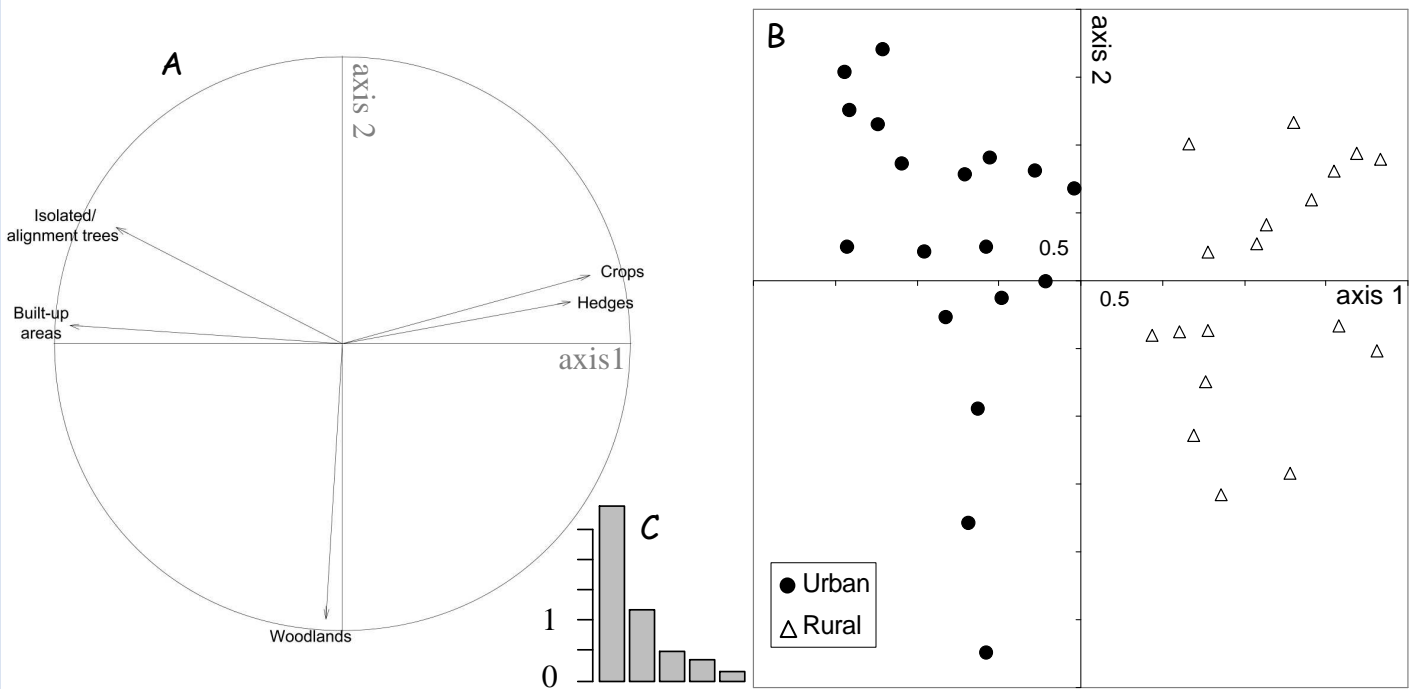 A
axis 2
Isolated/
alignment trees
Built-up
areas
Crops
Hedges
axis1
Woodlands
C
1
0
B
axis 2
0.5
0.5
axis 1
Urban
Rural